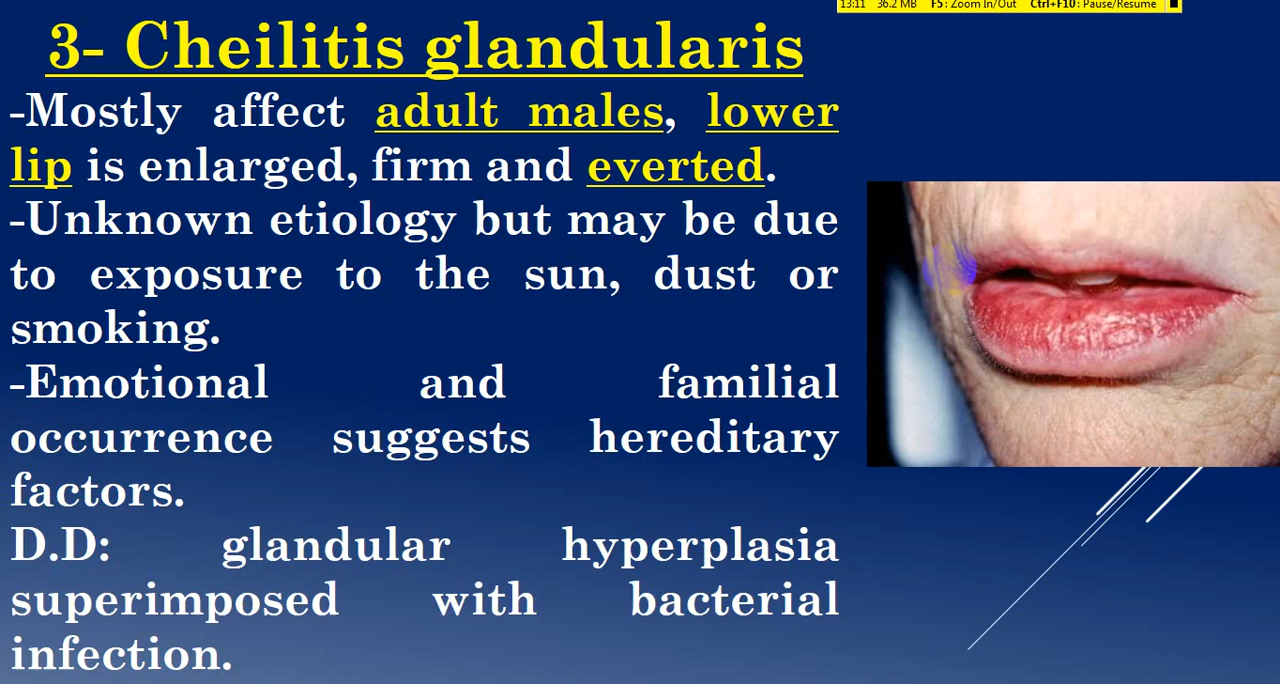 13:11 36.2 MB F5: Zoom In/Out Ctrl+F10: Pause/Resume
3- Cheilitis glandularis
-Mostly affect adult males, lower
lip is enlarged, firm and everted.
-Unknown etiology but may be due
to exposure to the sun, dust or
smoking.
-Emotional and familial
occurrence suggests hereditary
factors.
D.D: glandular hyperplasia
superimposed with bacterial
infection.